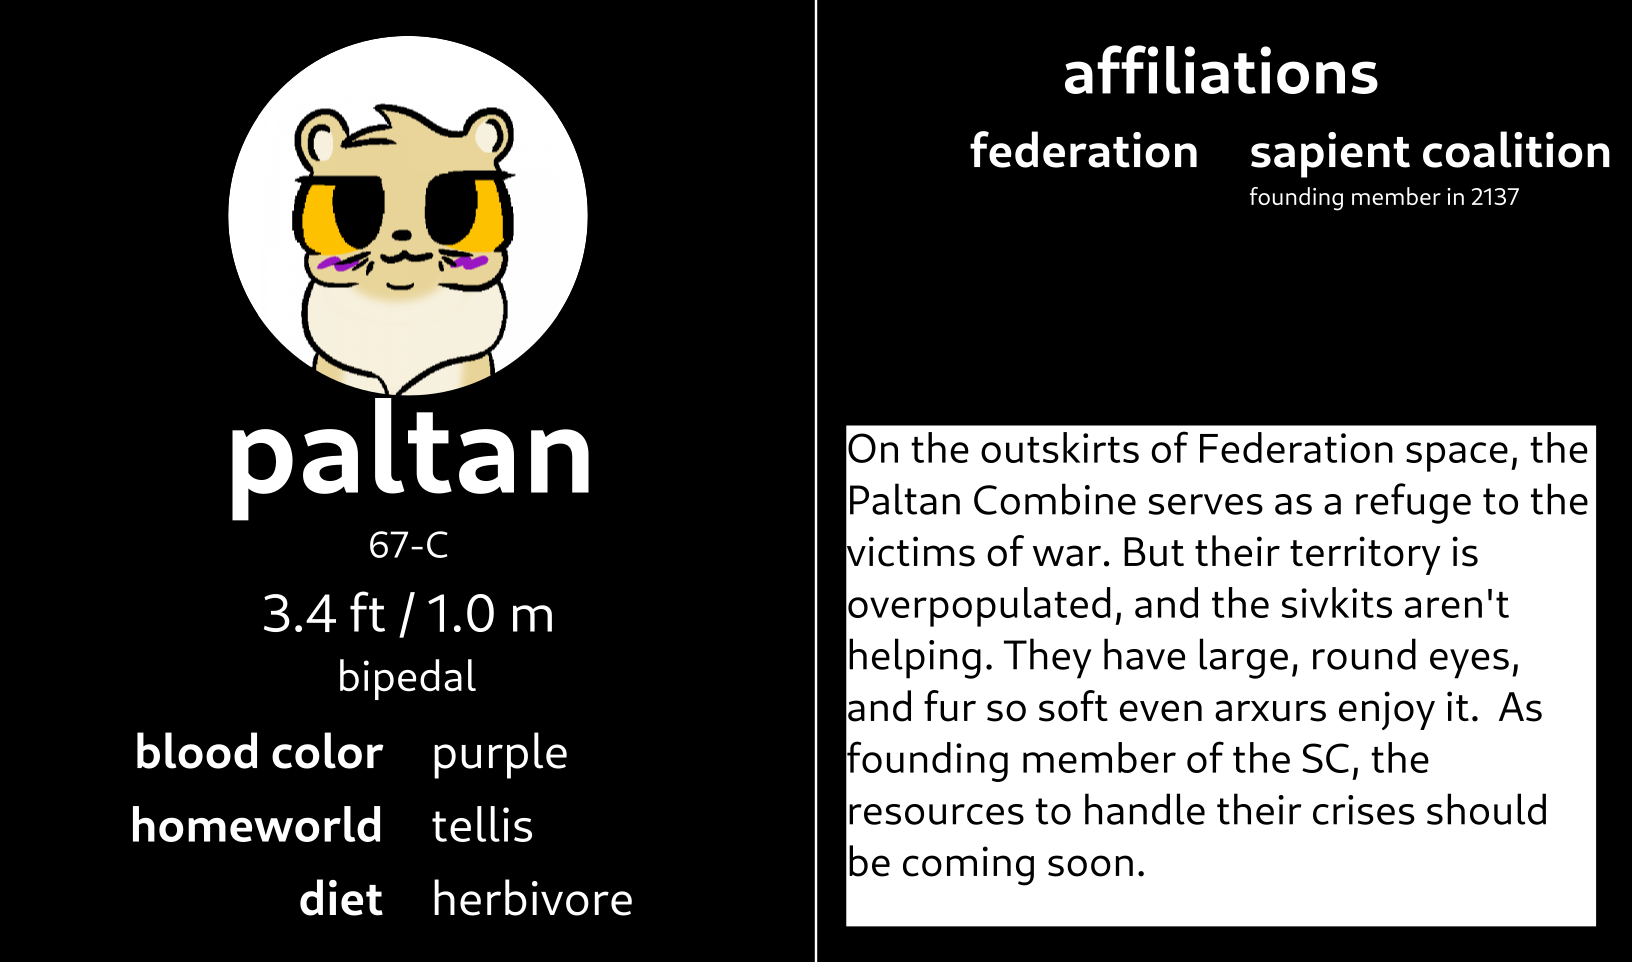 paltan
67-C
3.4 ft / 1.0 m
bipedal
blood color purple
homeworld tellis
diet herbivore
affiliations
federation sapient coalition
founding member in 2137
On the outskirts of Federation space, the
Paltan Combine serves as a refuge to the
victims of war. But their territory is
overpopulated, and the sivkits aren't
helping. They have large, round eyes,
and fur so soft even arxurs enjoy it.  As
founding member of the SC, the
resources to handle their crises should
be coming soon.